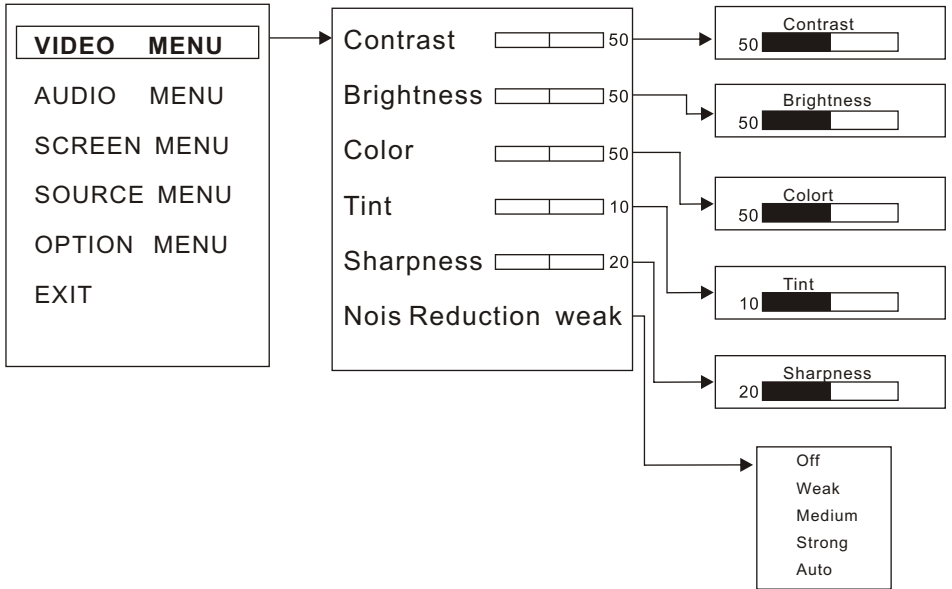 VIDEO MENU
AUDIO MENU
SCREEN MENU
SOURCE MENU
OPTION MENU
EXIT
Contrast 50
Brightness 50
Color 50
Tint 10
Sharpness 20
Nois Reduction weak
Contrast
50
Brightness
50
Colort
50
Tint
10
Sharpness
20
Off
Weak
Medium
Strong
Auto